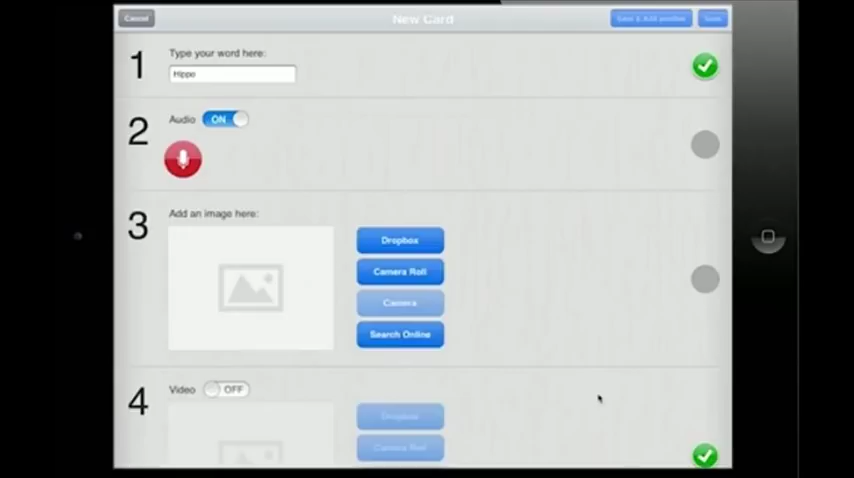 Cancel
New Card
Save & Add another
Save
1
Type your word here:
Hippo
2
Audio
ON
3
Add an image here:
Dropbox
Camera Roll
Camera
Search Online
4
Video
OFF
Dropbox
Camera Roll